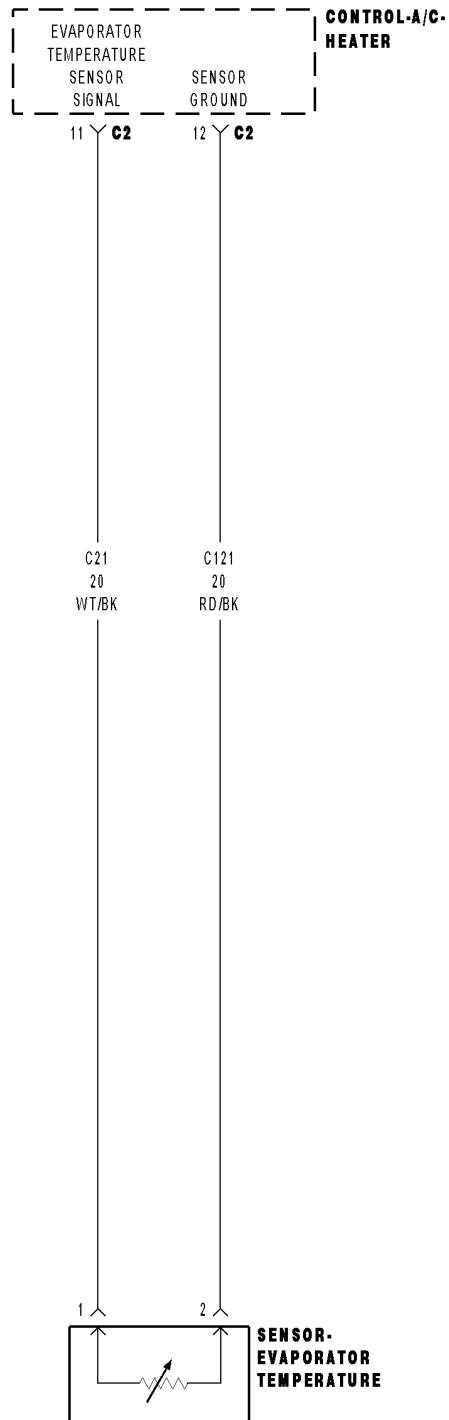 CONTROL-A/C-
HEATER
EVAPORATOR
TEMPERATURE
SENSOR
SIGNAL
SENSOR
GROUND
11 C2
12 C2
C21
20
WT/BK
C121
20
RD/BK
1
2
SENSOR-
EVAPORATOR
TEMPERATURE